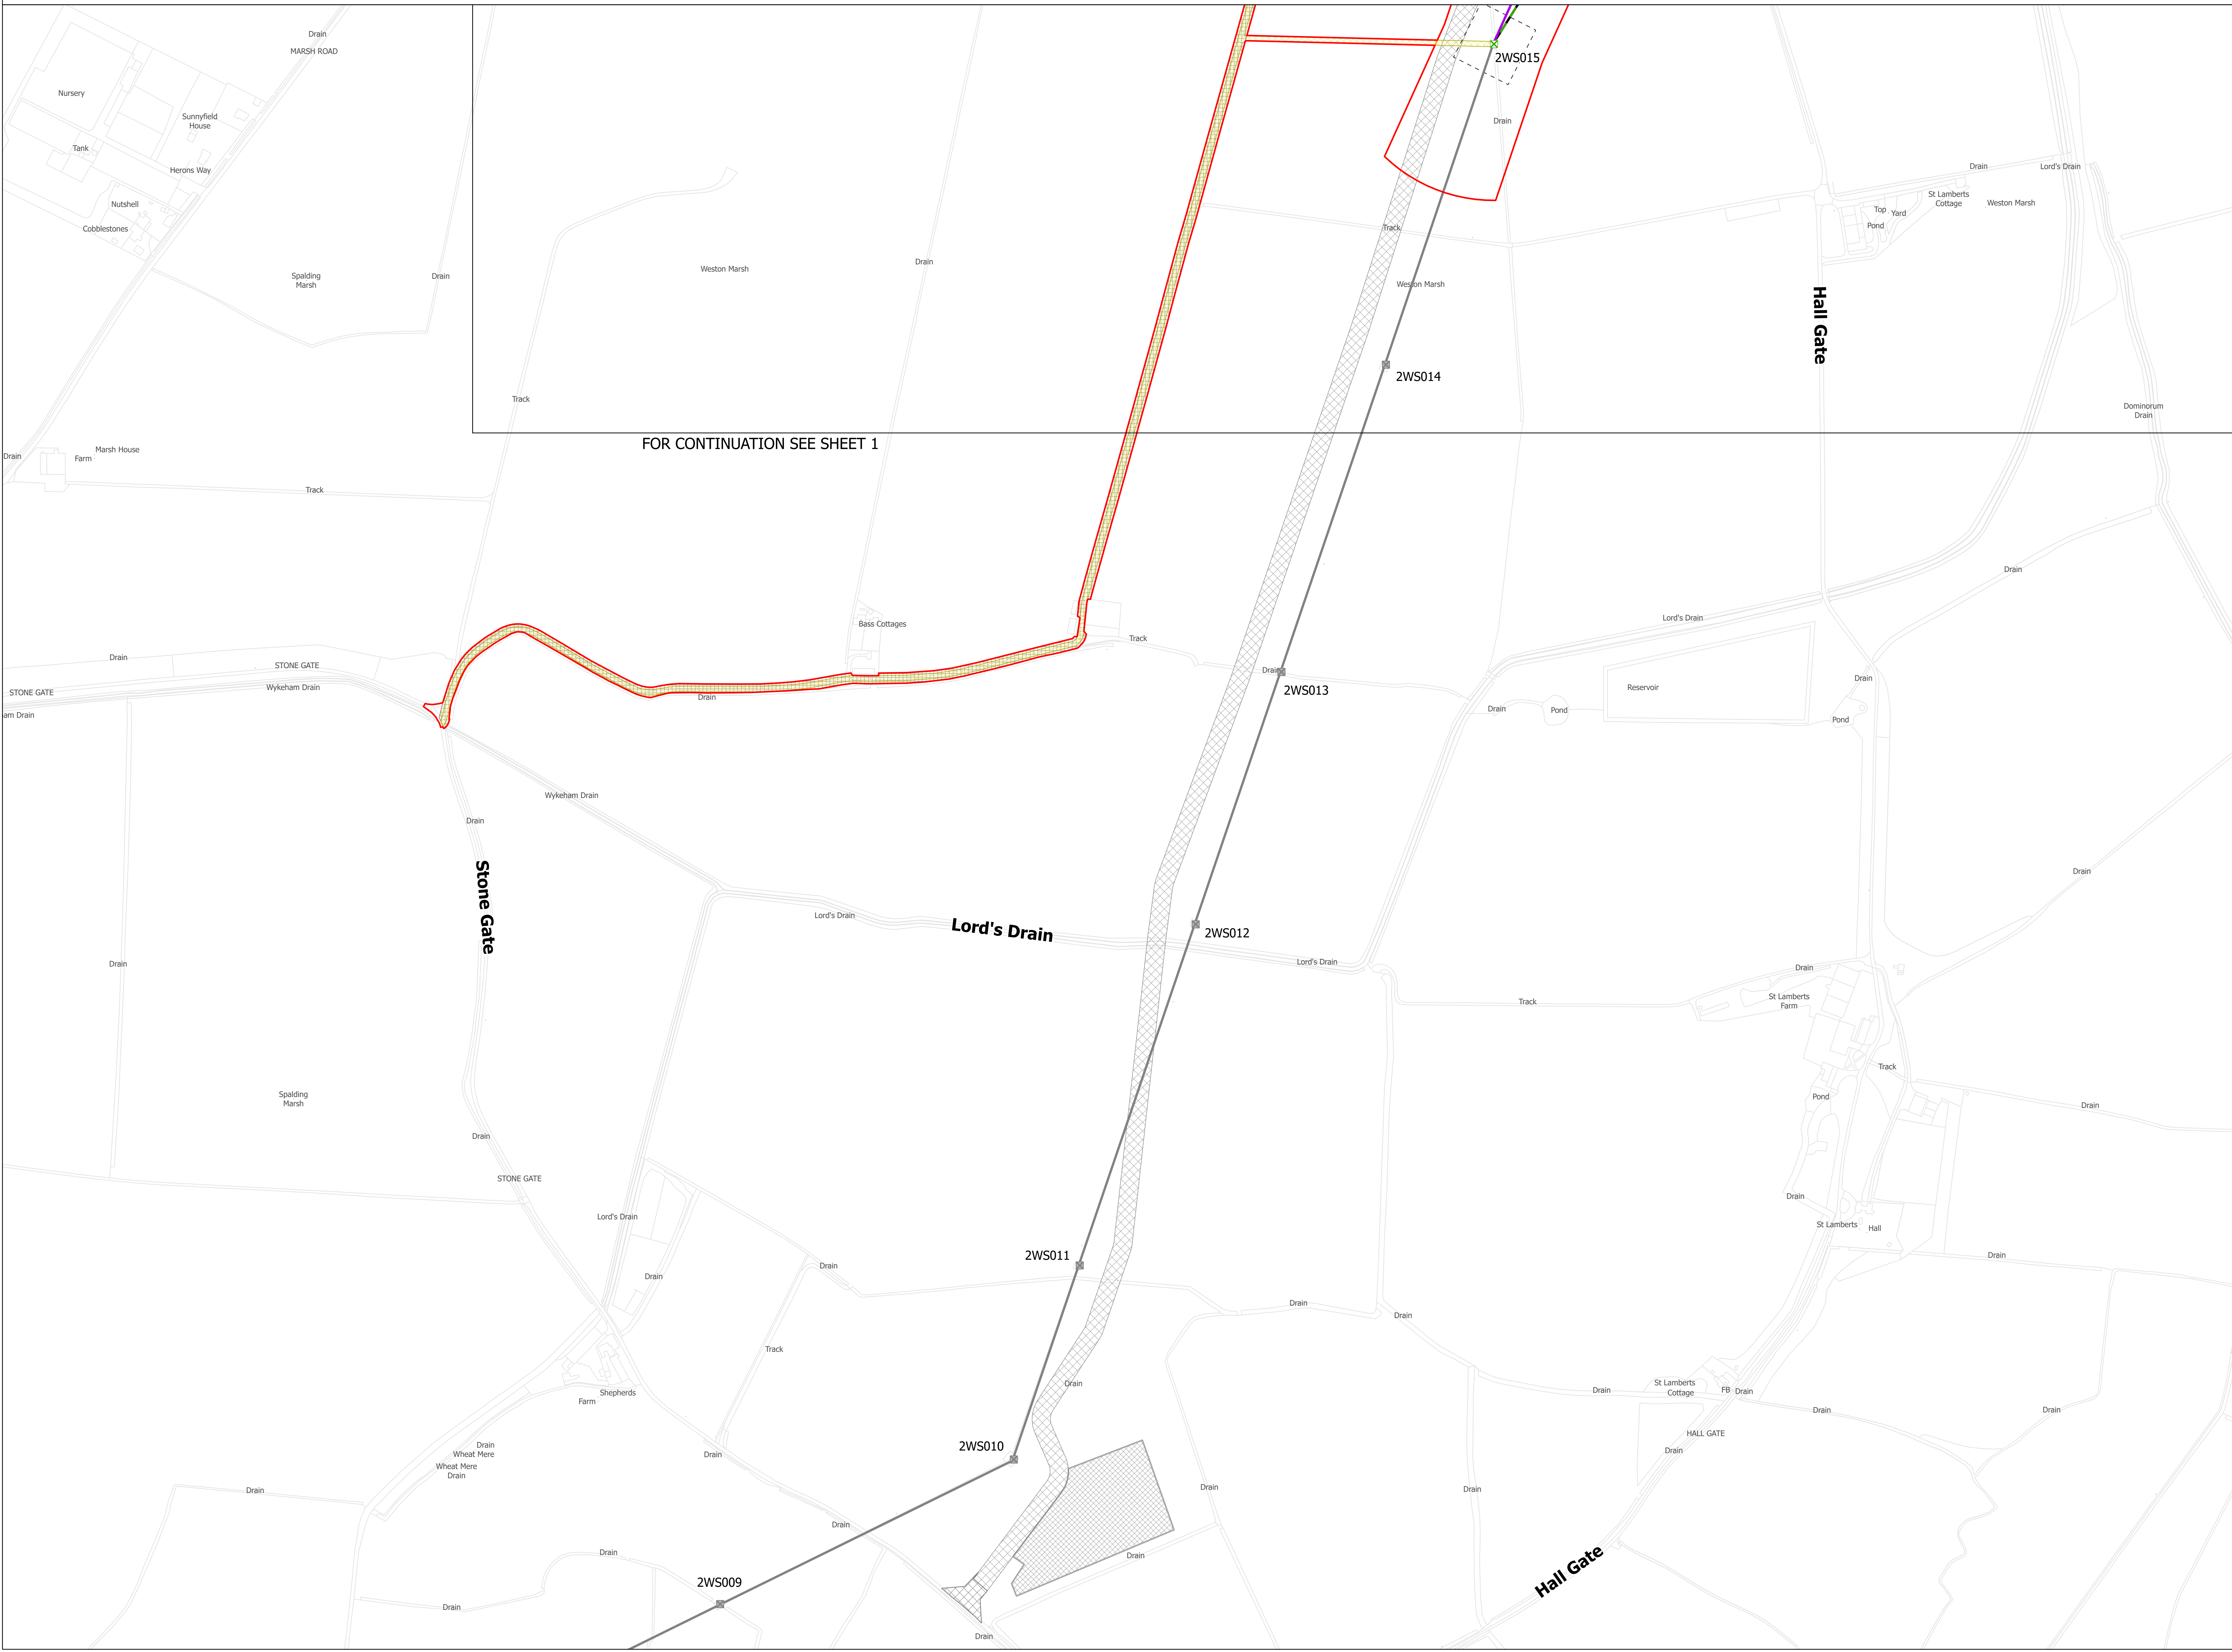 Drain
MARSH ROAD
Nursery
Sunnyfield
House
Tank
Herons Way
Nutshell
Cobblestones
Spalding
Marsh
Drain
Weston Marsh
Drain
2WS015
Drain
Track
Weston Marsh
2WS014
Hall Gate
Drain
Lord's Drain
St Lamberts
Cottage
Weston Marsh
Top Yard
Pond
Dominorum
Drain
Track
FOR CONTINUATION SEE SHEET 1
Drain
Marsh House
Farm
Track
Drain
Bass Cottages
Track
Drain
2WS013
Lord's Drain
Drain
Drain
STONE GATE
STONE GATE
Wykeham Drain
am Drain
Drain
Drain
Pond
Reservoir
Drain
Pond
Wykeham Drain
Drain
Stone Gate
Lord's Drain
Lord's Drain
2WS012
Lord's Drain
Drain
Drain
Drain
Track
St Lamberts
Farm
Track
Pond
Drain
Spalding
Marsh
Drain
STONE GATE
Lord's Drain
Drain
Drain
2WS011
Drain
Drain
Drain
St Lamberts
Hall
Drain
Track
Drain
Shepherds
Farm
St Lamberts
Cottage
FB
Drain
Drain
Drain
Drain
HALL GATE
Drain
Drain
Wheat Mere
Wheat Mere
Drain
Drain
2WS010
Drain
Drain
Drain
Drain
Drain
Drain
2WS009
Drain
Hall Gate
Drain